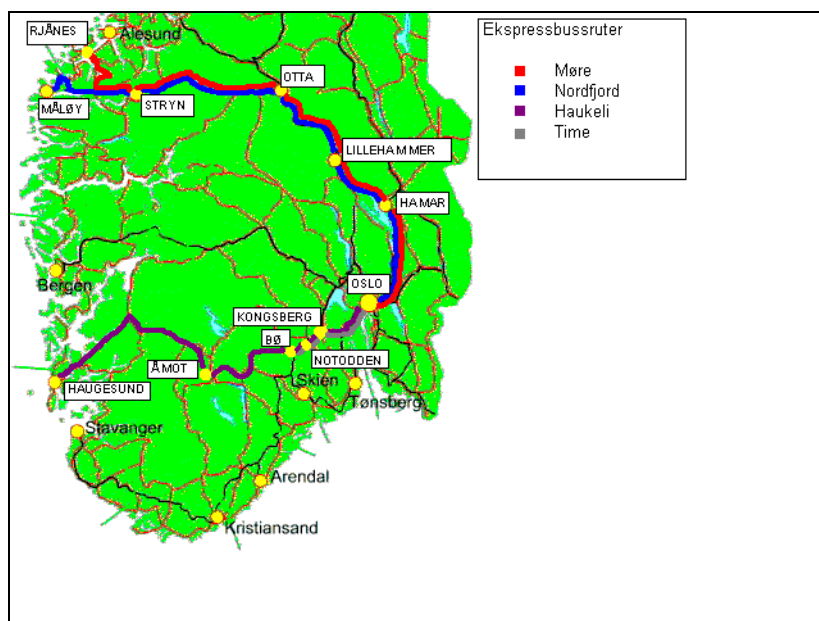 Ekspressbussruter
Møre
Nordfjord
Haukeli
Time
RJÅNES
Ålesund
MÅLØY
STRYN
OTTA
LILLEHAMMER
HAMAR
Bergen
OSLO
KONGSBERG
BØ
NOTODDEN
ÅMOT
HAUGESUND
Skien
Tønsberg
Stavanger
Arendal
Kristiansand